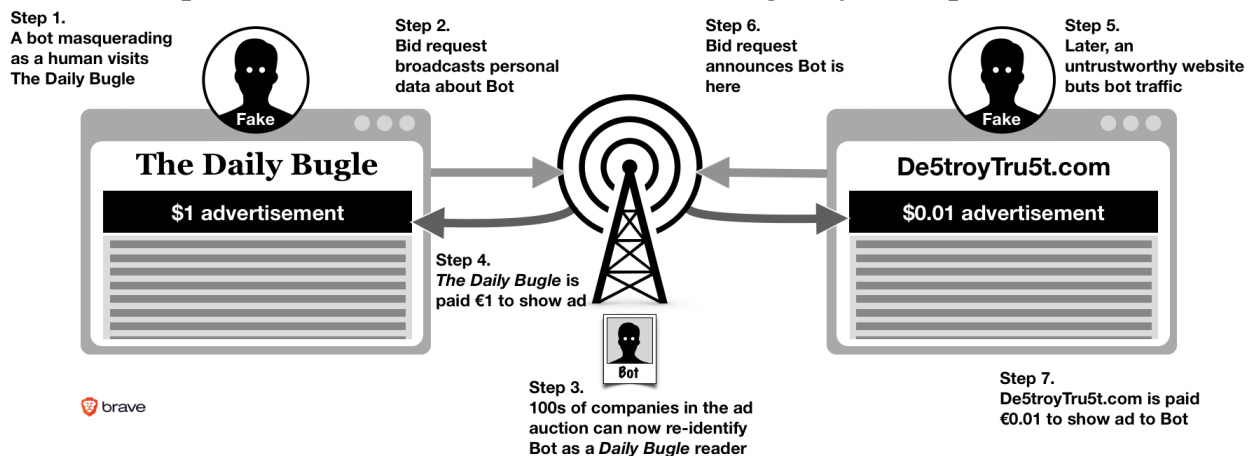 Step 1.
A bot masquerading
as a human visits
The Daily Bugle
Fake
The Daily Bugle
$1 advertisement
Step 2.
Bid request
broadcasts personal
data about Bot
Bot
Step 3.
100s of companies in the ad
auction can now re-identify
Bot as a Daily Bugle reader
Step 4.
The Daily Bugle is
paid €1 to show ad
Step 5.
Later, an
untrustworthy website
buts bot traffic
Fake
De5troyTru5t.com
$0.01 advertisement
Step 6.
Bid request
announces Bot is
here
Step 7.
De5troyTru5t.com is paid
€0.01 to show ad to Bot
brave